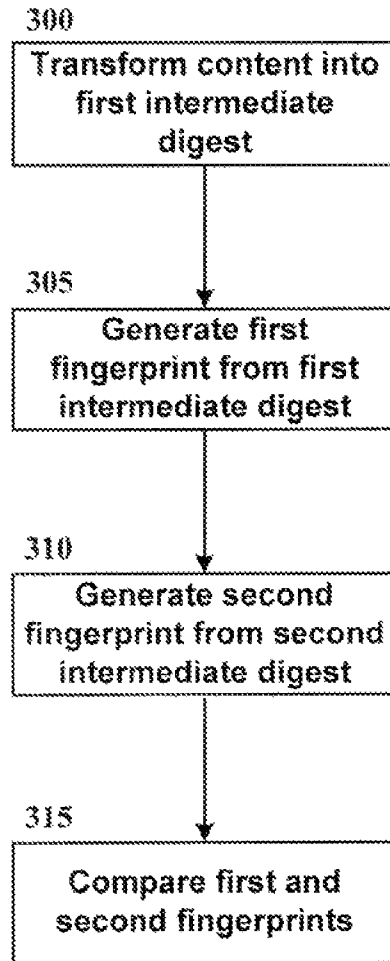 300
Transform content into
first intermediate
digest
305
Generate first
fingerprint from first
intermediate digest
310
Generate second
fingerprint from second
intermediate digest
315
Compare first and
second fingerprints